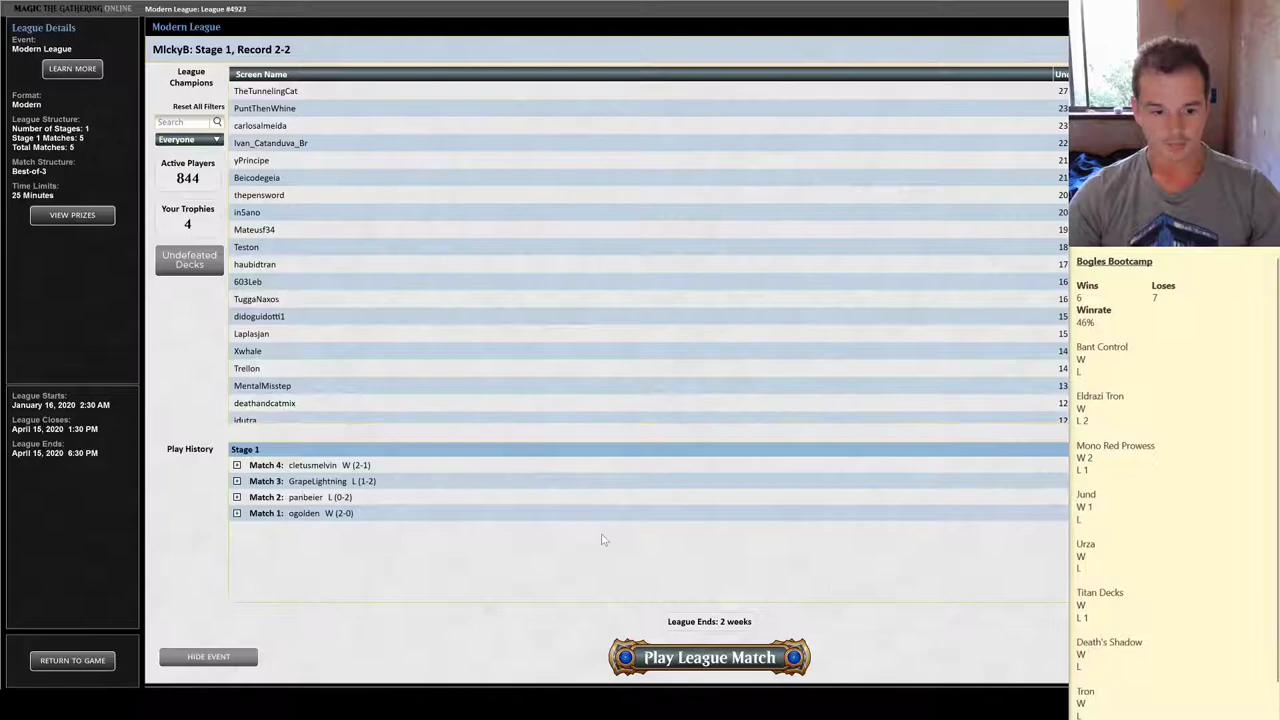 MAGIC THE GATHERING ONLINE
Modern League: League #4923
League Details
Event:
Modern League
LEARN MORE
Format:
Modern
League Structure:
Number of Stages: 1
Stage 1 Matches: 5
Total Matches: 5
Match Structure:
Best-of-3
Time Limits:
25 Minutes
VIEW PRIZES
League Starts:
January 16, 2020 2:30 AM
League Closes:
April 15, 2020 1:30 PM
League Ends:
April 15, 2020 6:30 PM
RETURN TO GAME
Modern League
MIckyB: Stage 1, Record 2-2
League
Champions
Reset All Filters
Search
Everyone
Active Players
844
Your Trophies
4
Undefeated
Decks
Screen Name Und
TheTunnelingCat 27
PuntThenWhine 23
carlosalmeida 23
Ivan_Catanduva_Br 22
yPrincipe 21
Beicodegeia 21
thepensword 20
in5ano 20
Mateusf34 19
Teston 18
haubidtran 17
603Leb 16
TuggaNaxos 16
didoguidotti1 15
Laplasjan 15
Xwhale 14
Trellon 14
MentalMisstep 13
deathandcatmix 12
idutra 12
Play History
Stage 1
Match 4: cletusmelvin W (2-1)
Match 3: GrapeLightning L (1-2)
Match 2: panbeier L (0-2)
Match 1: ogolden W (2-0)
League Ends: 2 weeks
HIDE EVENT
Play League Match
Bogles Bootcamp
Wins Loses
6 7
Winrate
46%
Bant Control
W
L
Eldrazi Tron
W
L 2
Mono Red Prowess
W 2
L 1
Jund
W 1
L
Urza
W
L
Titan Decks
W
L 1
Death's Shadow
W
L
Tron
W
L